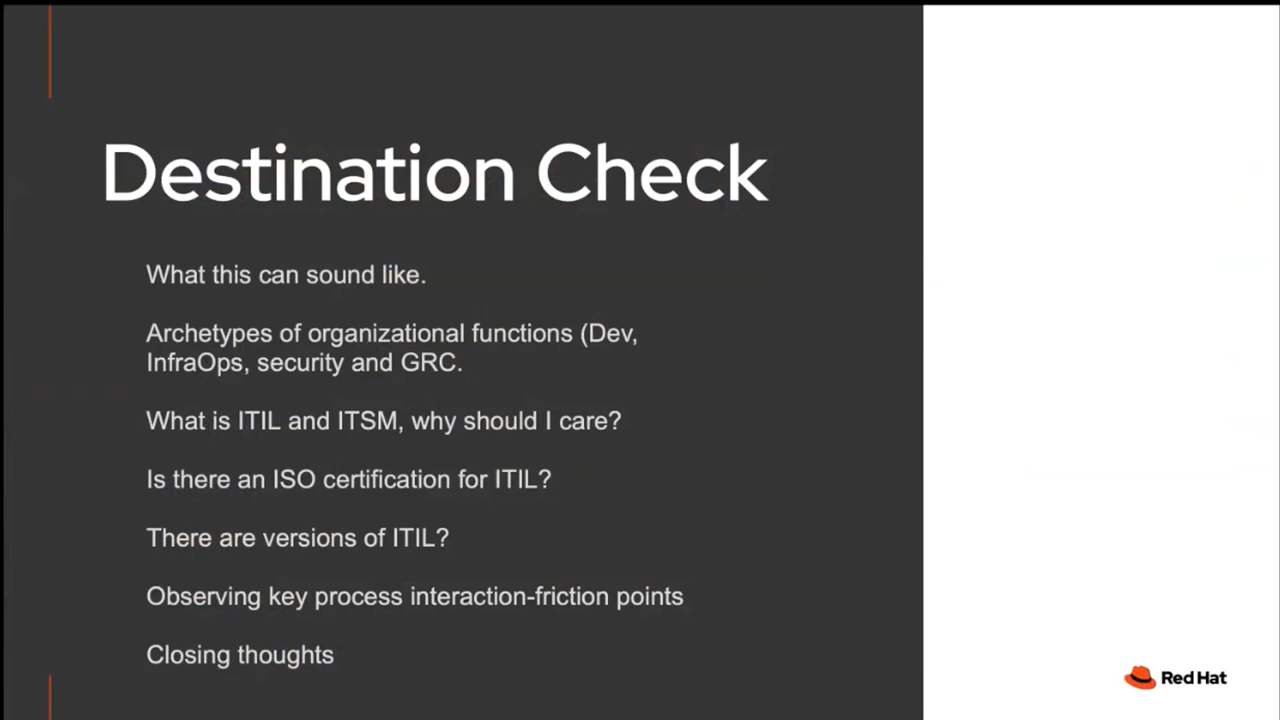 Destination Check
What this can sound like.
Archetypes of organizational functions (Dev,
InfraOps, security and GRC.
What is ITIL and ITSM, why should I care?
Is there an ISO certification for ITIL?
There are versions of ITIL?
Observing key process interaction-friction points
Closing thoughts
Red Hat